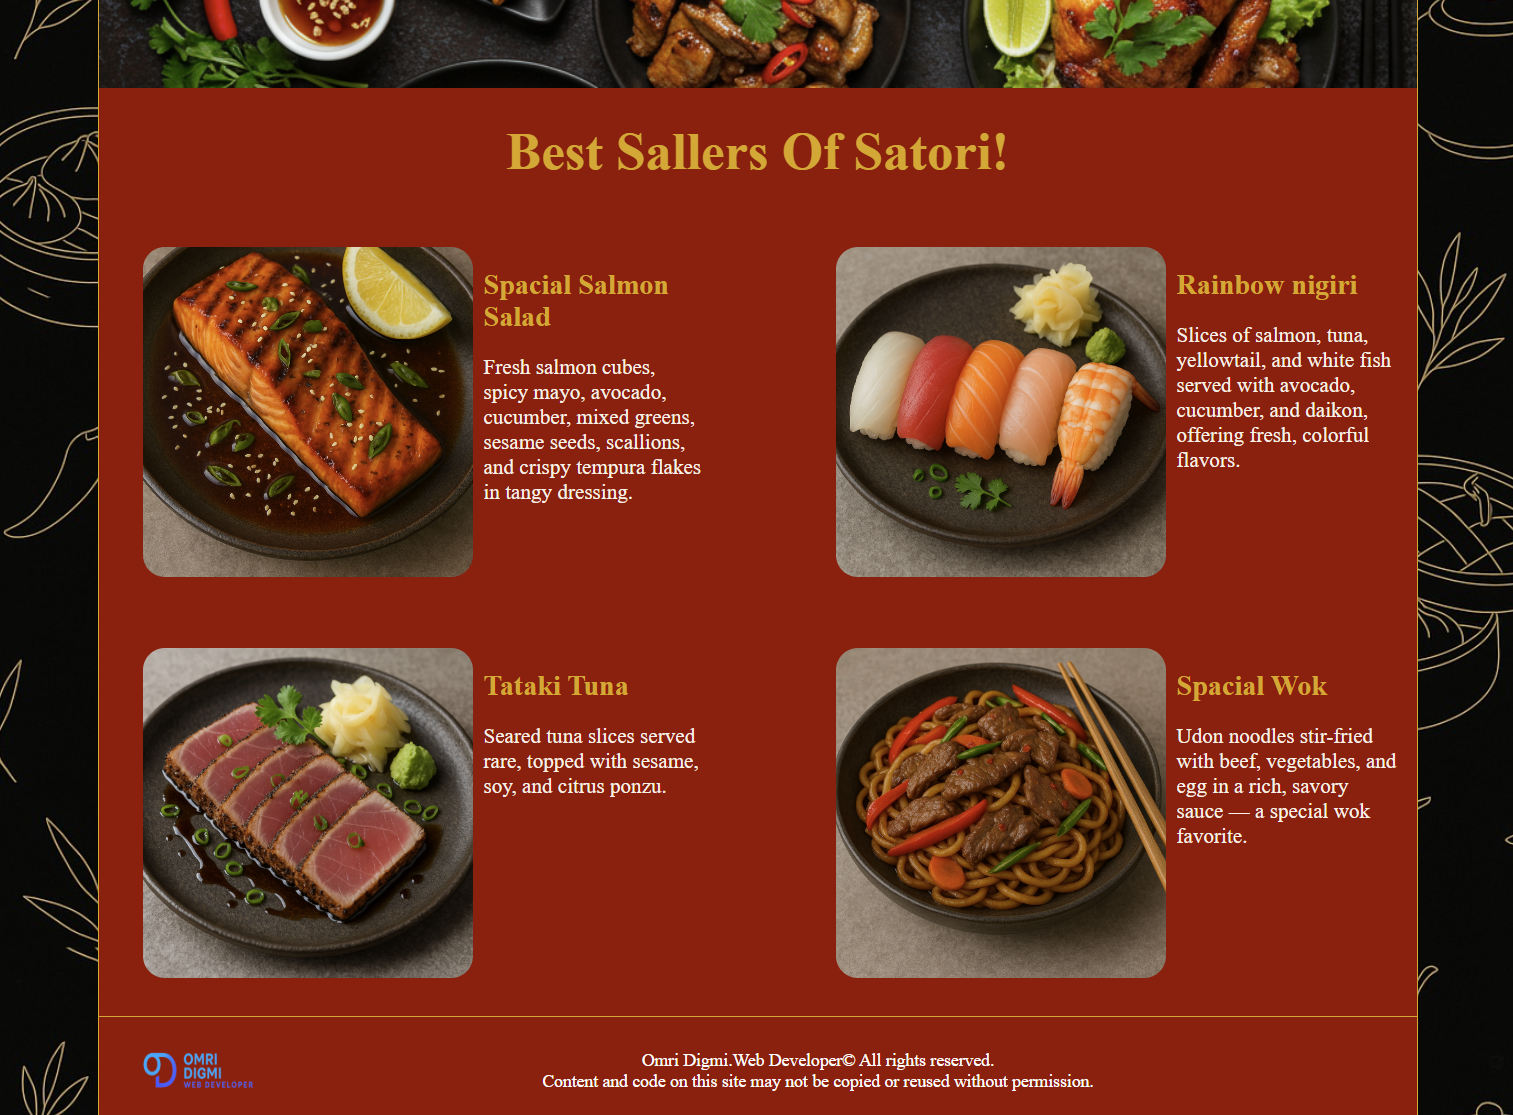 Best Sallers Of Satori!
Spacial Salmon
Salad
Fresh salmon cubes,
spicy mayo, avocado,
cucumber, mixed greens,
sesame seeds, scallions,
and crispy tempura flakes
in tangy dressing.
Rainbow nigiri
Slices of salmon, tuna,
yellowtail, and white fish
served with avocado,
cucumber, and daikon,
offering fresh, colorful
flavors.
Tataki Tuna
Seared tuna slices served
rare, topped with sesame,
soy, and citrus ponzu.
Spacial Wok
Udon noodles stir-fried
with beef, vegetables, and
egg in a rich, savory
sauce — a special wok
favorite.
OMRI
DIGMI
WEB DEVELOPER
Omri Digmi.Web Developer© All rights reserved.
Content and code on this site may not be copied or reused without permission.